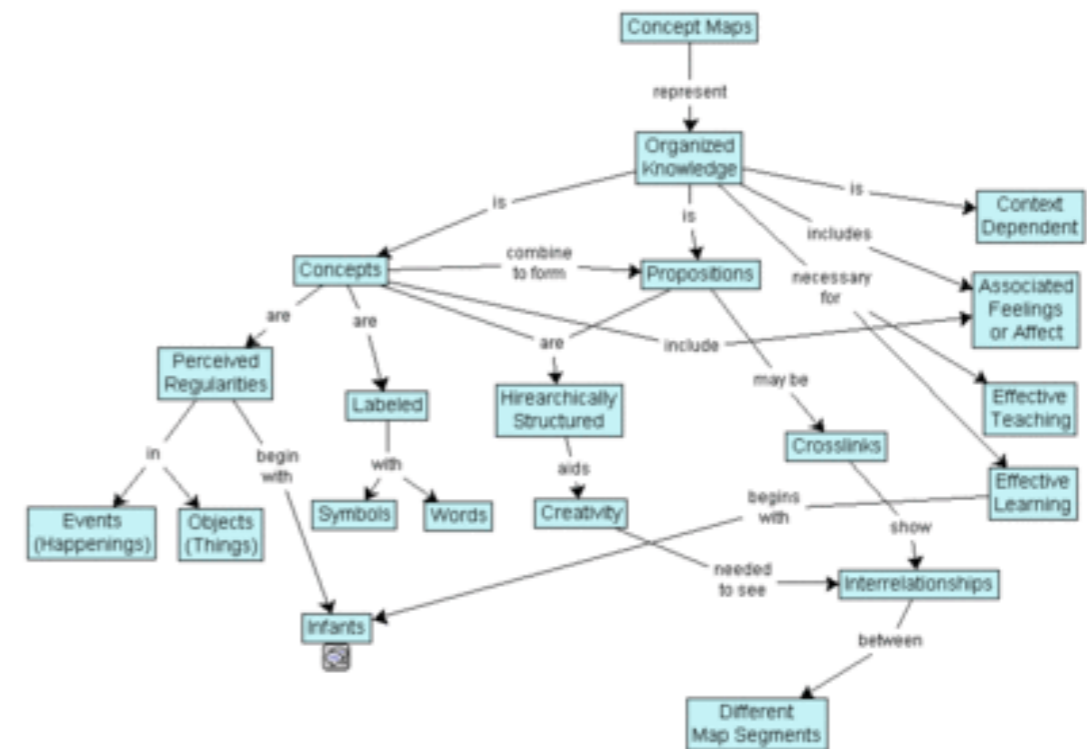 Concept Maps
represent
Organized
Knowledge
is
is
is
Context
Dependent
includes
combine
to form
Concepts
Propositions
necessary
for
Associated
Feelings
or Affect
are
are
are
include
Perceived
Regularities
may be
Labeled
Hirearchically
Structured
Effective
Teaching
Crosslinks
in
begin
with
with
aids
Effective
Learning
begins
with
Events
(Happenings)
Objects
(Things)
Symbols
Words
Creativity
show
needed
to see
Interrelationships
Infants
between
Different
Map Segments